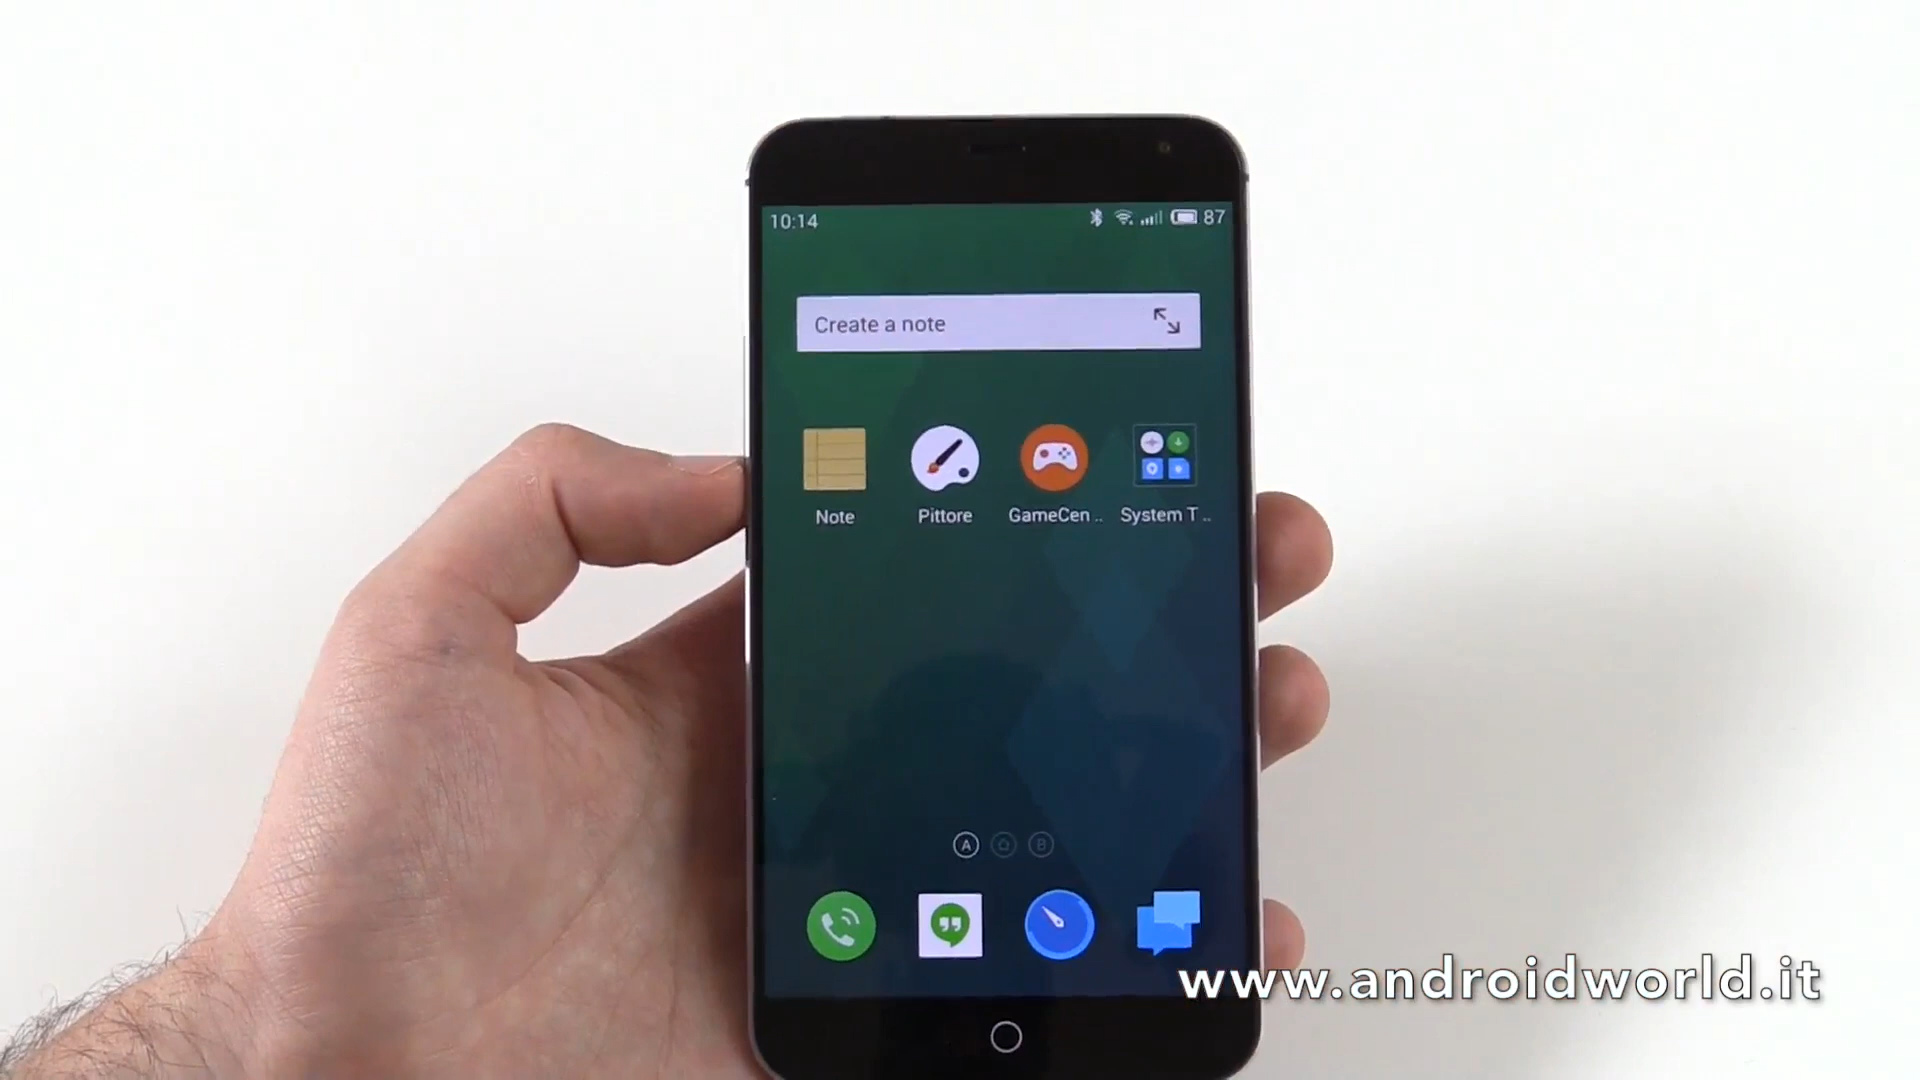 10:14 87
Create a note
Note Pittore GameCen .. System T ..
A B
www.androidworld.it